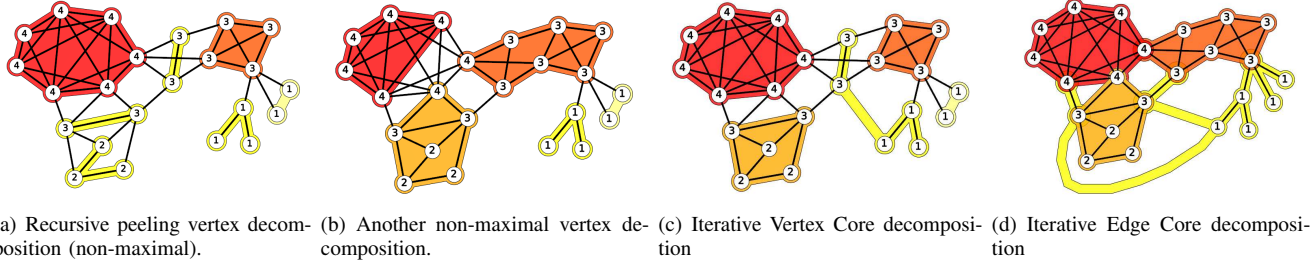 a) Recursive peeling vertex decom-
position (non-maximal).
(b) Another non-maximal vertex de-
composition.
(c) Iterative Vertex Core decomposi-
tion
(d) Iterative Edge Core decomposi-
tion